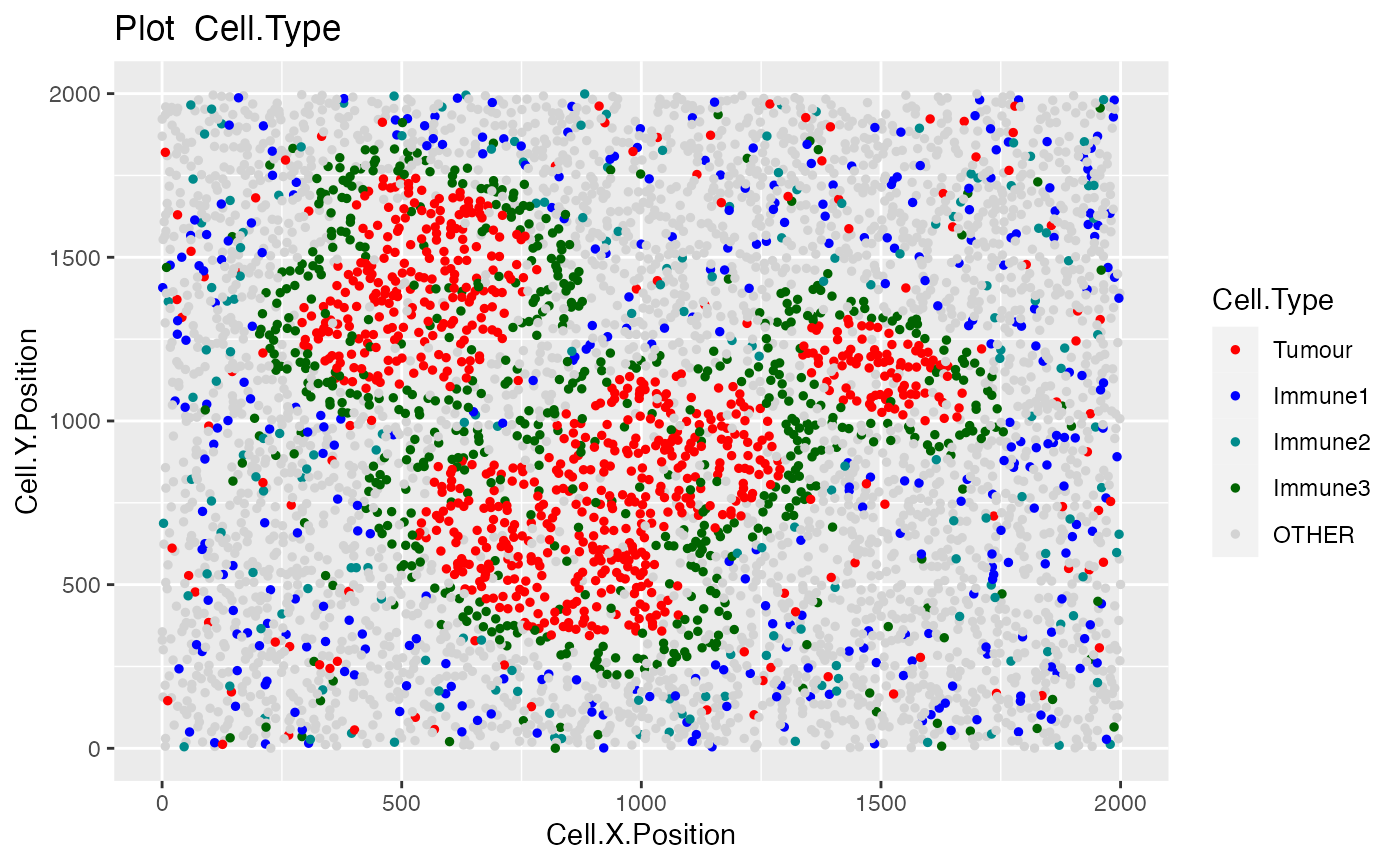 Plot  Cell.Type
Cell.Y.Position
2000
1500
1000
500
0
0 500 1000 1500 2000
Cell.X.Position
Cell.Type
Tumour
Immune1
Immune2
Immune3
OTHER